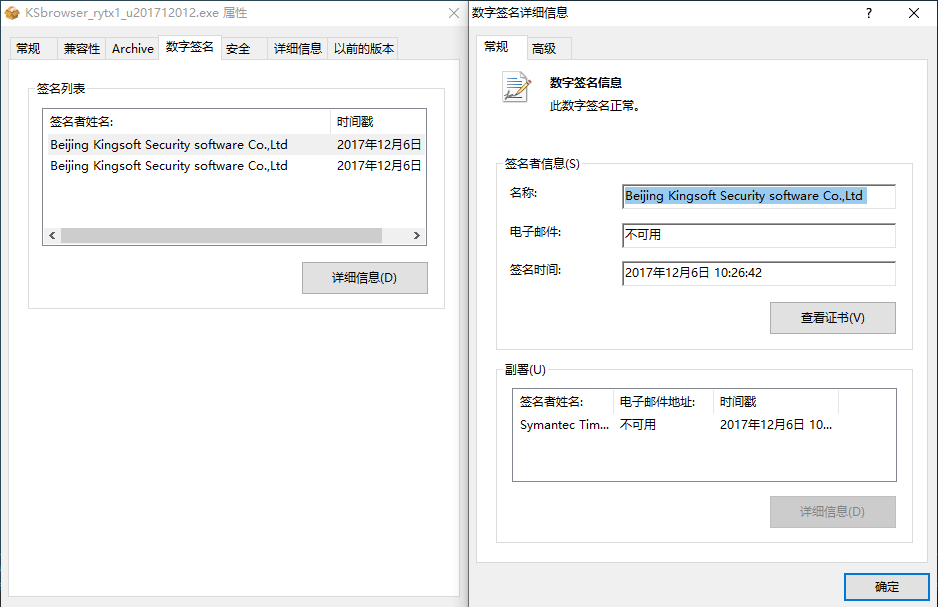 KSbrowser_rytx1_u201712012.exe 属性
常规 兼容性 Archive 数字签名 安全 详细信息 以前的版本
签名列表
签名者姓名: 时间戳
Beijing Kingsoft Security software Co.,Ltd 2017年12月6日
Beijing Kingsoft Security software Co.,Ltd 2017年12月6日
详细信息(D)
数字签名详细信息 ?
常规 高级
数字签名信息
此数字签名正常。
签名者信息(S)
名称: Beijing Kingsoft Security software Co.,Ltd
电子邮件: 不可用
签名时间: 2017年12月6日 10:26:42
查看证书(V)
副署(U)
签名者姓名: 电子邮件地址: 时间戳
Symantec Tim... 不可用 2017年12月6日 10...
详细信息(D)
确定